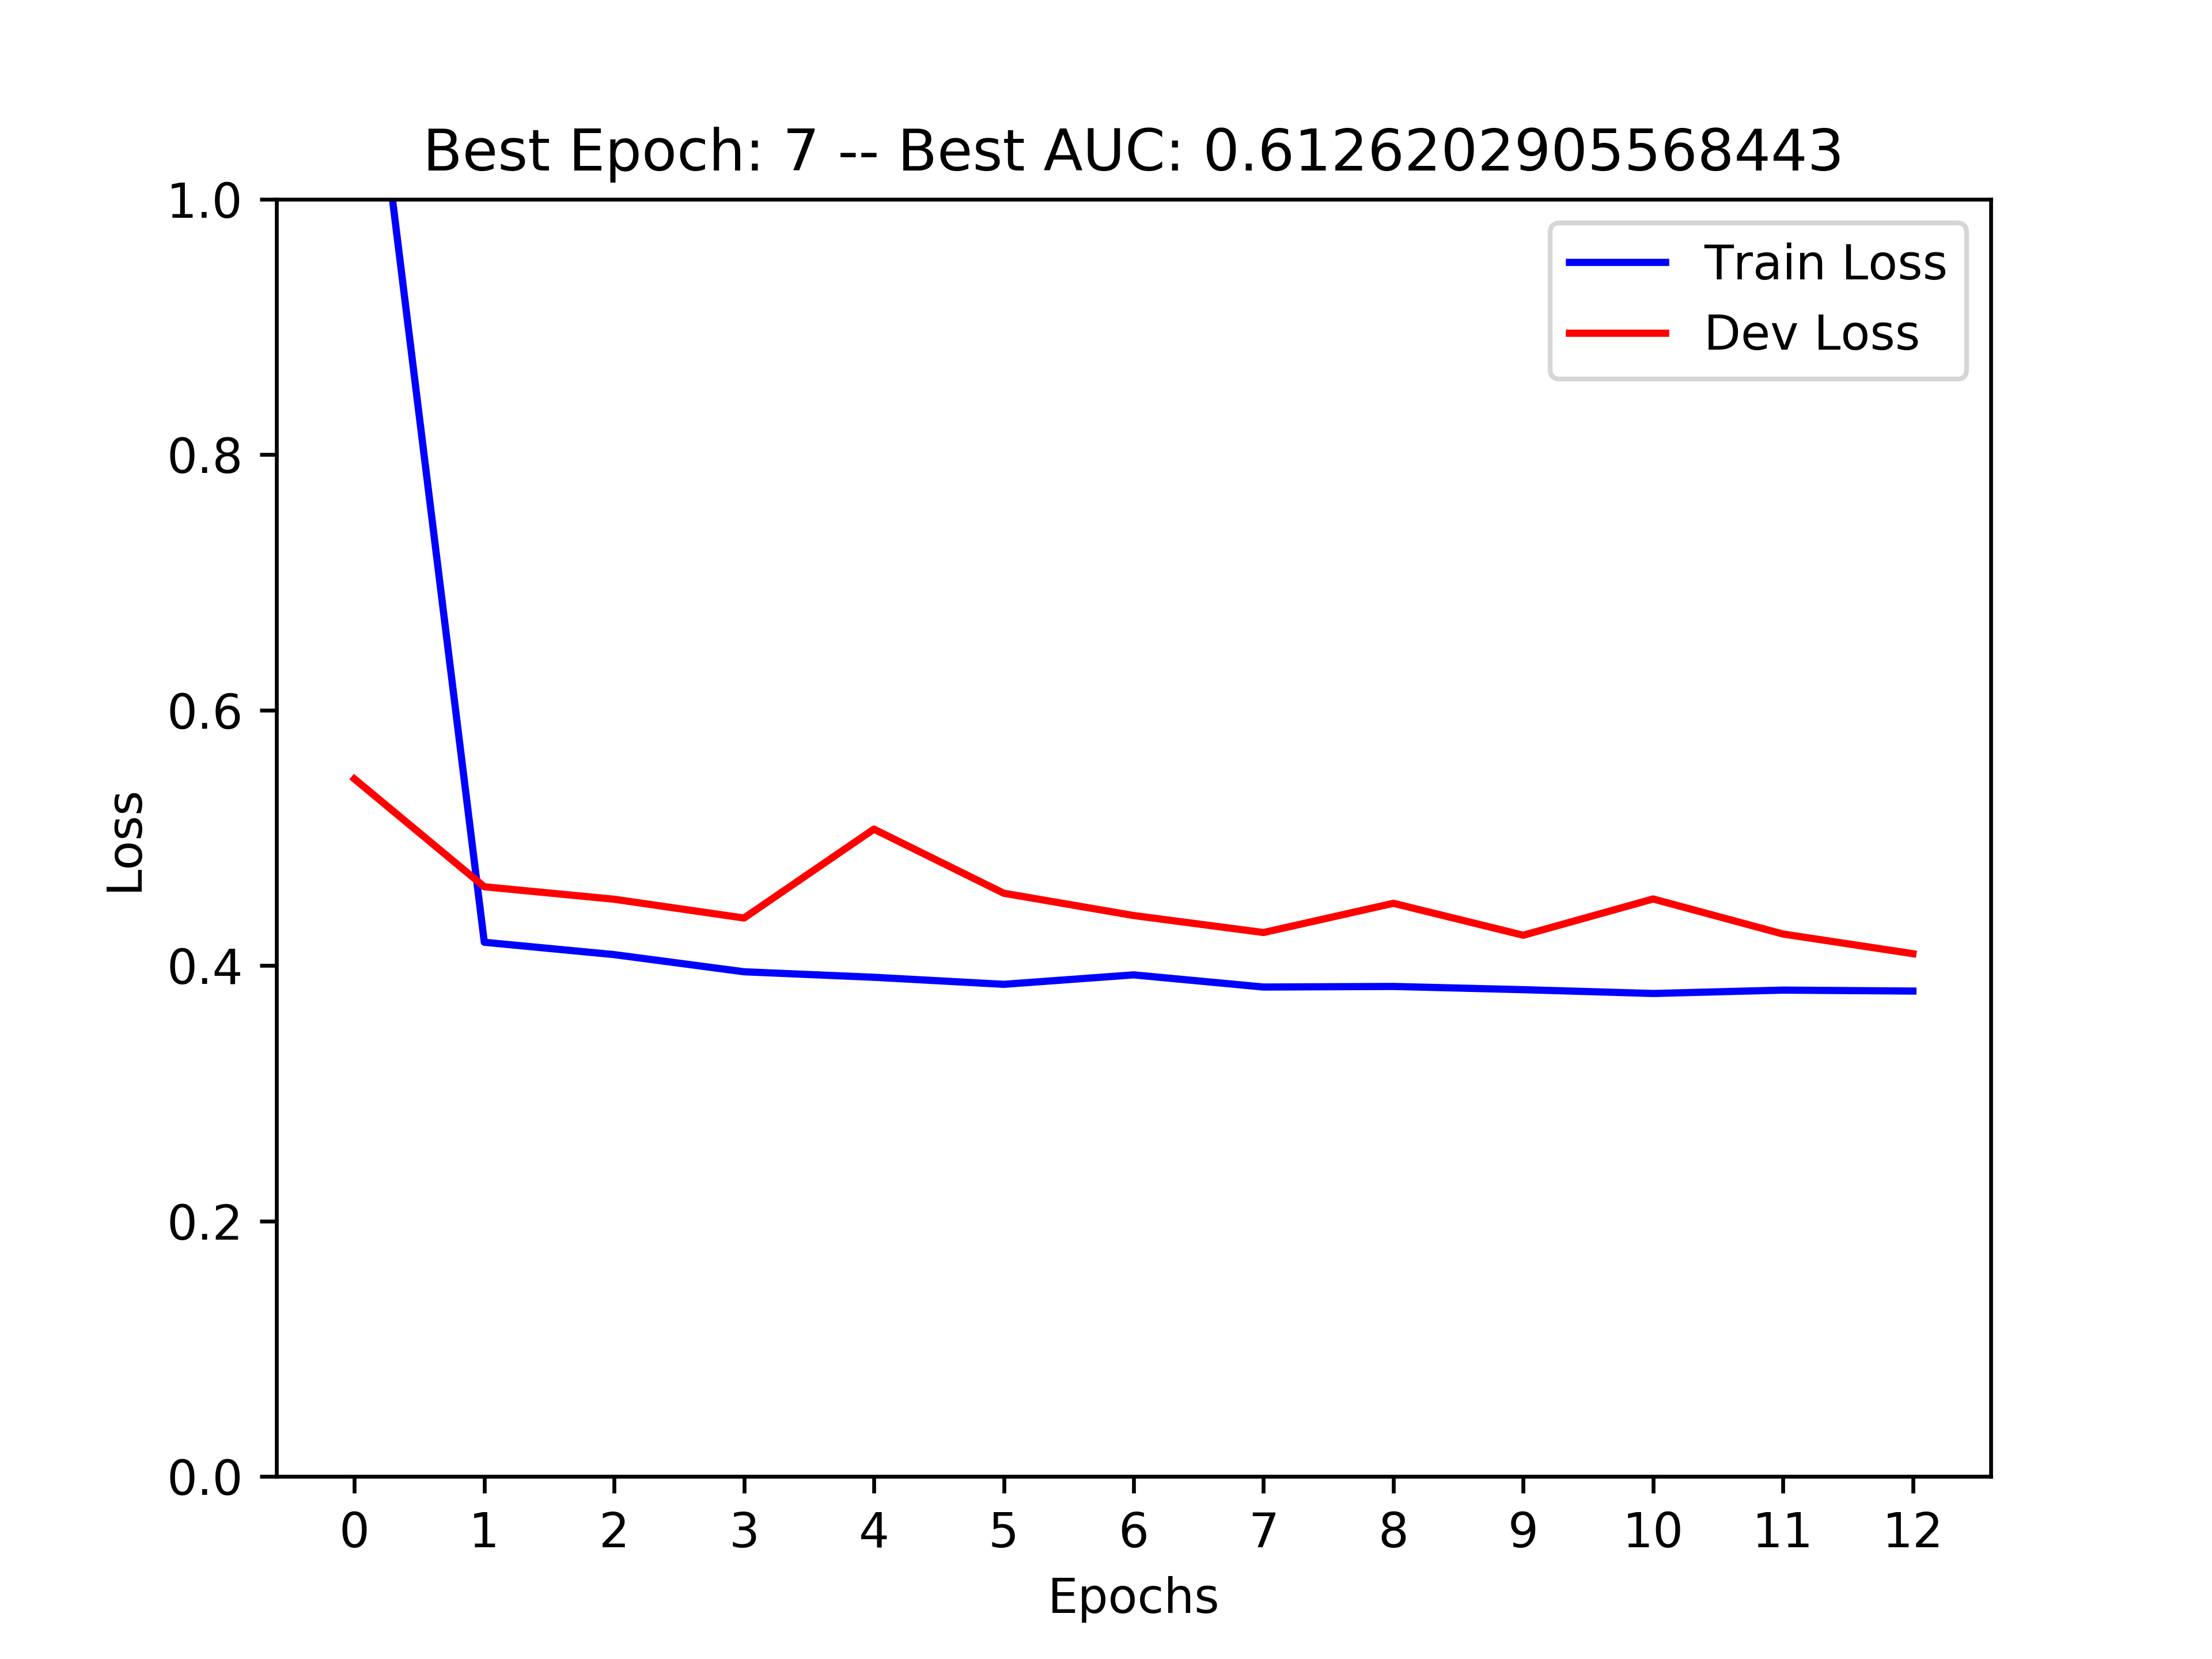 Best Epoch: 7 -- Best AUC: 0.6126202905568443
1.0
Train Loss
Dev Loss
0.8
0.6
Loss
0.4
0.2
0.0
0 1 2 3 4 5 6 7 8 9 10 11 12
Epochs